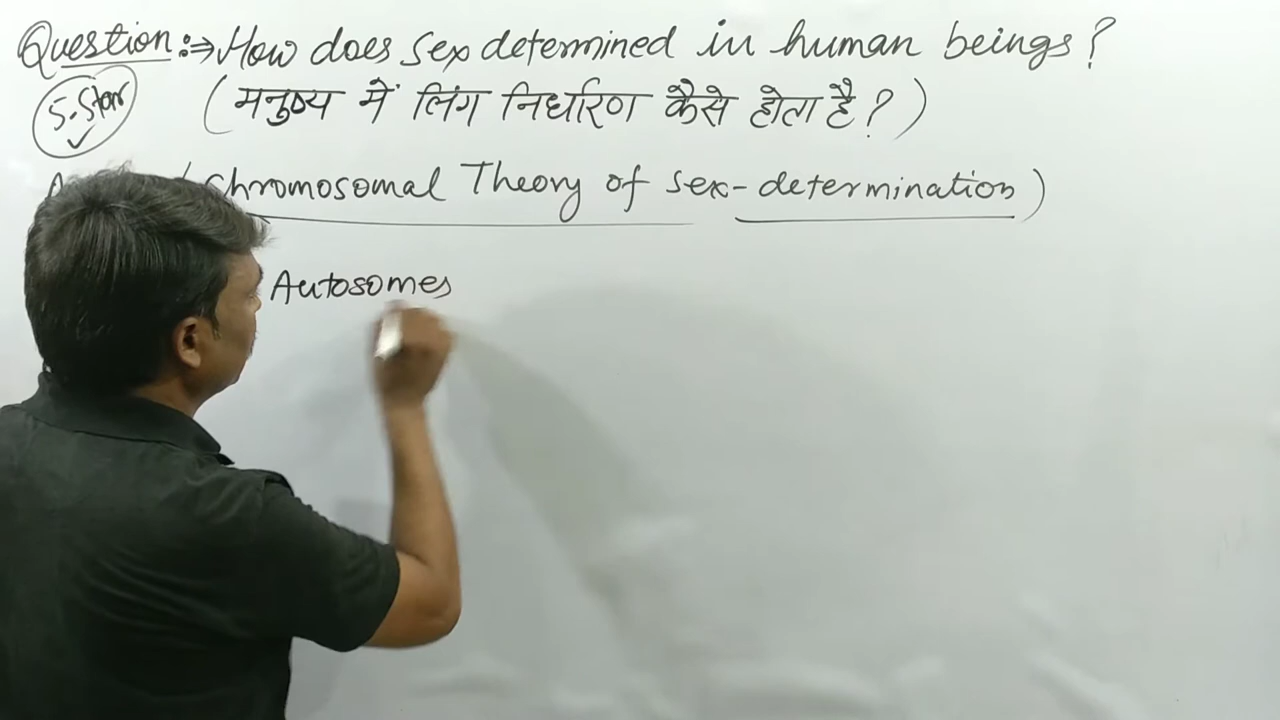 Question:⇒ How does sex determined in human beings?
5-Star
(मनुष्य में लिंग निर्धारण कैसे होता है?)
(Chromosomal Theory of sex-determination)
Autosomes